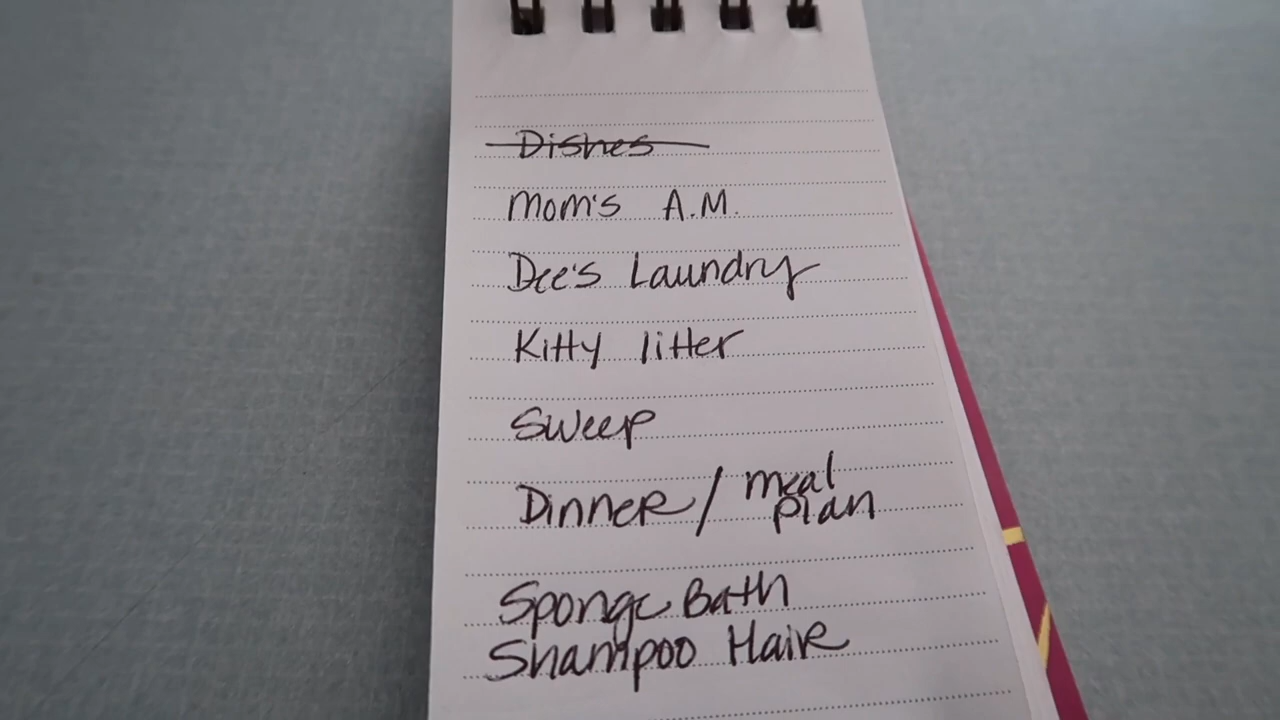 Dishes
Mom's A.M.
Dee's Laundry
Kitty litter
Sweep
Dinner / meal
plan
Sponge Bath
Shampoo Hair